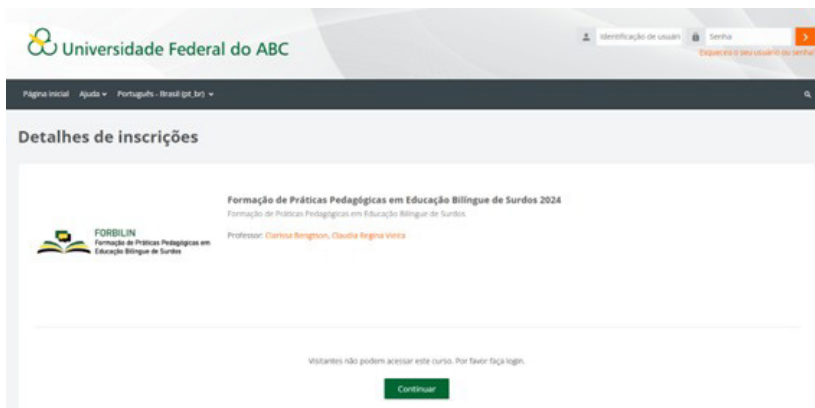 Universidade Federal do ABC
Identificação de usuári
Senha
Esqueceu o seu usuário ou senha?
Página inicial Ajuda Português - Brasil (pt_br)
Detalhes de inscrições
Formação de Práticas Pedagógicas em Educação Bilíngue de Surdos 2024
Formação de Práticas Pedagógicas em Educação Bilíngue de Surdos
Professor: Clarissa Bengtson, Claudia Regina Vieira
FORBILIN
Formação de Práticas Pedagógicas em
Educação Bilíngue de Surdos
Visitantes não podem acessar este curso. Por favor faça login.
Continuar